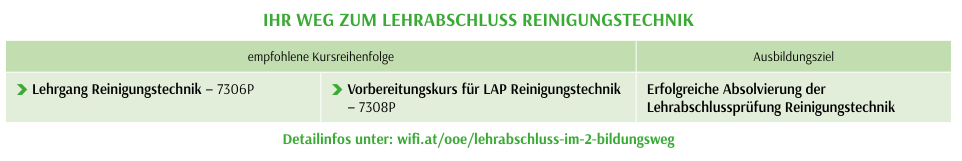 IHR WEG ZUM LEHRABSCHLUSS REINIGUNGSTECHNIK
empfohlene Kursreihenfolge
Ausbildungsziel
Lehrgang Reinigungstechnik – 7306P
Vorbereitungskurs für LAP Reinigungstechnik
– 7308P
Erfolgreiche Absolvierung der
Lehrabschlussprüfung Reinigungstechnik
Detailinfos unter: wifi.at/ooe/lehrabschluss-im-2-bildungsweg